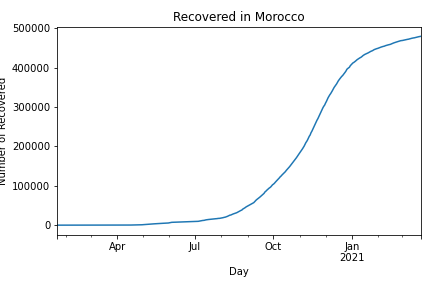 Recovered in Morocco
Number of Recovered
500000
400000
300000
200000
100000
0
Apr
Jul
Oct
Jan
2021
Day